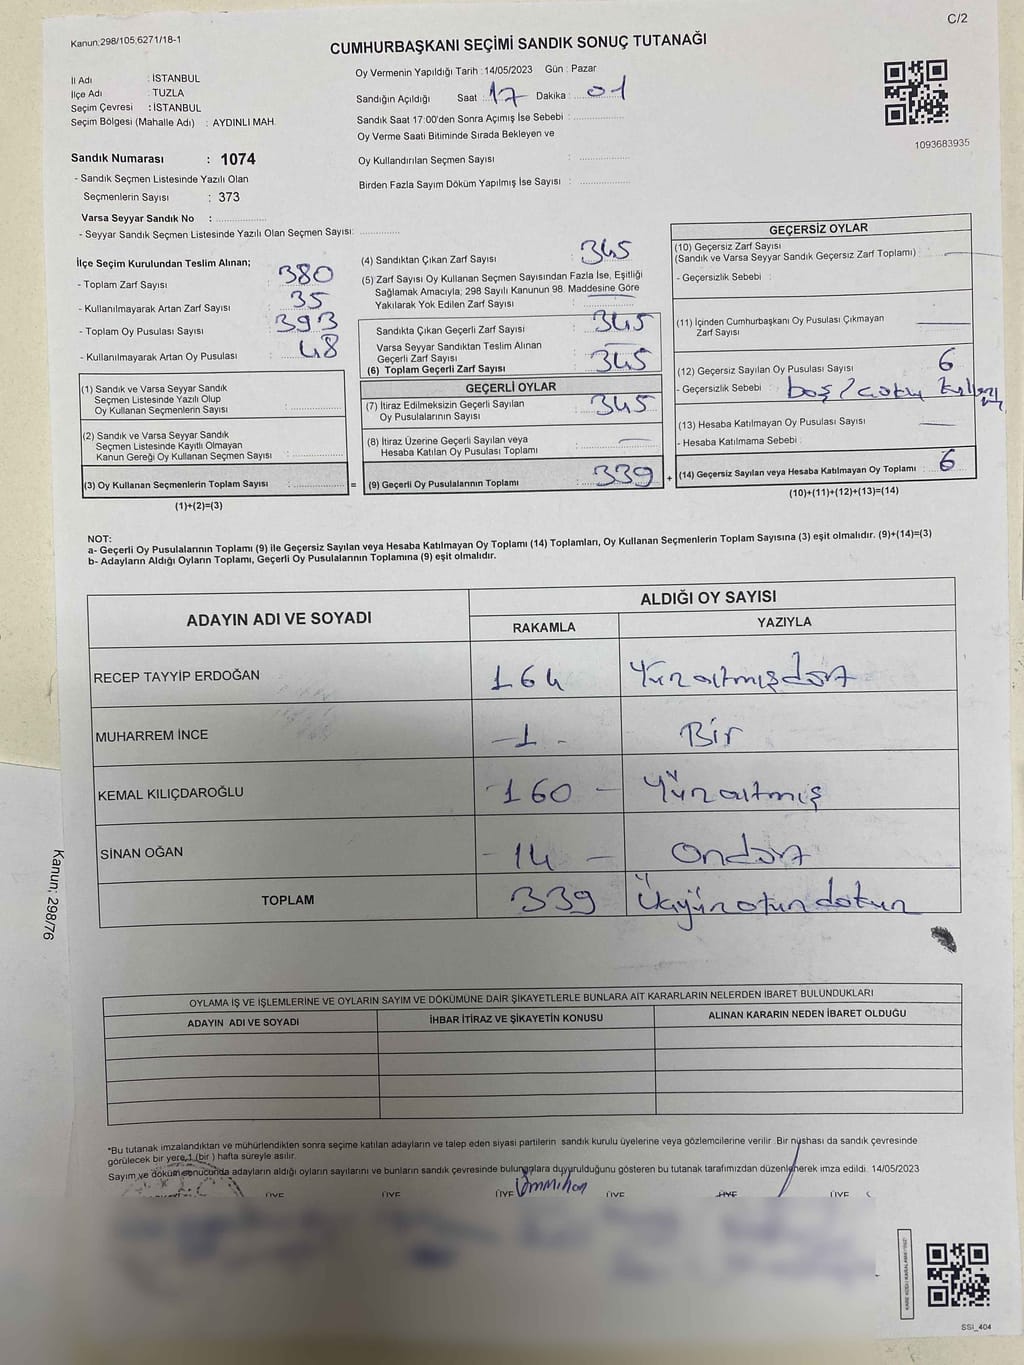 C/2
Kanun;298/105,6271/18-1
CUMHURBAŞKANI SEÇİMİ SANDIK SONUÇ TUTANAĞI
İl Adı : İSTANBUL
İlçe Adı : TUZLA
Seçim Çevresi : İSTANBUL
Seçim Bölgesi (Mahalle Adı) : AYDINLI MAH.
Oy Vermenin Yapıldığı Tarih :14/05/2023 Gün : Pazar
Sandığın Açıldığı Saat : 17 Dakika : 01
Sandık Saat 17:00'den Sonra Açımış İse Sebebi :
Oy Verme Saati Bitiminde Sırada Bekleyen ve
Oy Kullandırılan Seçmen Sayısı :
Birden Fazla Sayım Döküm Yapılmış İse Sayısı :
1093683935
Sandık Numarası : 1074
- Sandık Seçmen Listesinde Yazılı Olan
Seçmenlerin Sayısı : 373
Varsa Seyyar Sandık No :
- Seyyar Sandık Seçmen Listesinde Yazılı Olan Seçmen Sayısı:
İlçe Seçim Kurulundan Teslim Alınan;
- Toplam Zarf Sayısı : 380
- Kullanılmayarak Artan Zarf Sayısı : 35
- Toplam Oy Pusulası Sayısı : 393
- Kullanılmayarak Artan Oy Pusulası : 48
(1) Sandık ve Varsa Seyyar Sandık
Seçmen Listesinde Yazılı Olup
Oy Kullanan Seçmenlerin Sayısı :
(2) Sandık ve Varsa Seyyar Sandık
Seçmen Listesinde Kayıtlı Olmayan
Kanun Gereği Oy Kullanan Seçmen Sayısı :
(3) Oy Kullanan Seçmenlerin Toplam Sayısı : =
(1)+(2)=(3)
(4) Sandıktan Çıkan Zarf Sayısı : 345
(5) Zarf Sayısı Oy Kullanan Seçmen Sayısından Fazla İse, Eşitliği
Sağlamak Amacıyla, 298 Sayılı Kanunun 98. Maddesine Göre
Yakılarak Yok Edilen Zarf Sayısı :
Sandıkta Çıkan Geçerli Zarf Sayısı : 345
Varsa Seyyar Sandıktan Teslim Alınan
Geçerli Zarf Sayısı : —
(6) Toplam Geçerli Zarf Sayısı : 345
GEÇERLİ OYLAR
(7) İtiraz Edilmeksizin Geçerli Sayılan
Oy Pusulalarının Sayısı : 345
(8) İtiraz Üzerine Geçerli Sayılan veya
Hesaba Katılan Oy Pusulası Toplamı : —
(9) Geçerli Oy Pusulalarının Toplamı : 339 +
GEÇERSİZ OYLAR
(10) Geçersiz Zarf Sayısı
(Sandık ve Varsa Seyyar Sandık Geçersiz Zarf Toplamı) : —
- Geçersizlik Sebebi :
(11) İçinden Cumhurbaşkanı Oy Pusulası Çıkmayan
Zarf Sayısı : —
(12) Geçersiz Sayılan Oy Pusulası Sayısı : 6
- Geçersizlik Sebebi : boş /
(13) Hesaba Katılmayan Oy Pusulası Sayısı : —
- Hesaba Katılmama Sebebi :
(14) Geçersiz Sayılan veya Hesaba Katılmayan Oy Toplamı : 6
(10)+(11)+(12)+(13)=(14)
NOT:
a- Geçerli Oy Pusulalarının Toplamı (9) ile Geçersiz Sayılan veya Hesaba Katılmayan Oy Toplamı (14) Toplamları, Oy Kullanan Seçmenlerin Toplam Sayısına (3) eşit olmalıdır. (9)+(14)=(3)
b- Adayların Aldığı Oyların Toplamı, Geçerli Oy Pusulalarının Toplamına (9) eşit olmalıdır.
ADAYIN ADI VE SOYADI ALDIĞI OY SAYISI
RAKAMLA YAZIYLA
RECEP TAYYİP ERDOĞAN 164 Yüzaltmışdört
MUHARREM İNCE -1- Bir
KEMAL KILIÇDAROĞLU -160- Yüzaltmış
SİNAN OĞAN -14- Ondört
TOPLAM 339 Üçyüzotuzdokuz
Kanun; 298/76
OYLAMA İŞ VE İŞLEMLERİNE VE OYLARIN SAYIM VE DÖKÜMÜNE DAİR ŞİKAYETLERLE BUNLARA AİT KARARLARIN NELERDEN İBARET BULUNDUKLARI
ADAYIN ADI VE SOYADI İHBAR İTİRAZ VE ŞİKAYETİN KONUSU ALINAN KARARIN NEDEN İBARET OLDUĞU
*Bu tutanak imzalandıktan ve mühürlendikten sonra seçime katılan adayların ve talep eden siyasi partilerin sandık kurulu üyelerine veya gözlemcilerine verilir. Bir nüshası da sandık çevresinde
görülecek bir yere 1 (bir ) hafta süreyle asılır.
Sayım ve döküm sonucunda adayların aldığı oyların sayılarını ve bunların sandık çevresinde bulunanlara duyurulduğunu gösteren bu tutanak tarafımızdan düzenlenerek imza edildi. 14/05/2023
ÜYE ÜYE ÜYE Ümmihan ÜYE ÜYE ÜYE
SSİ_404